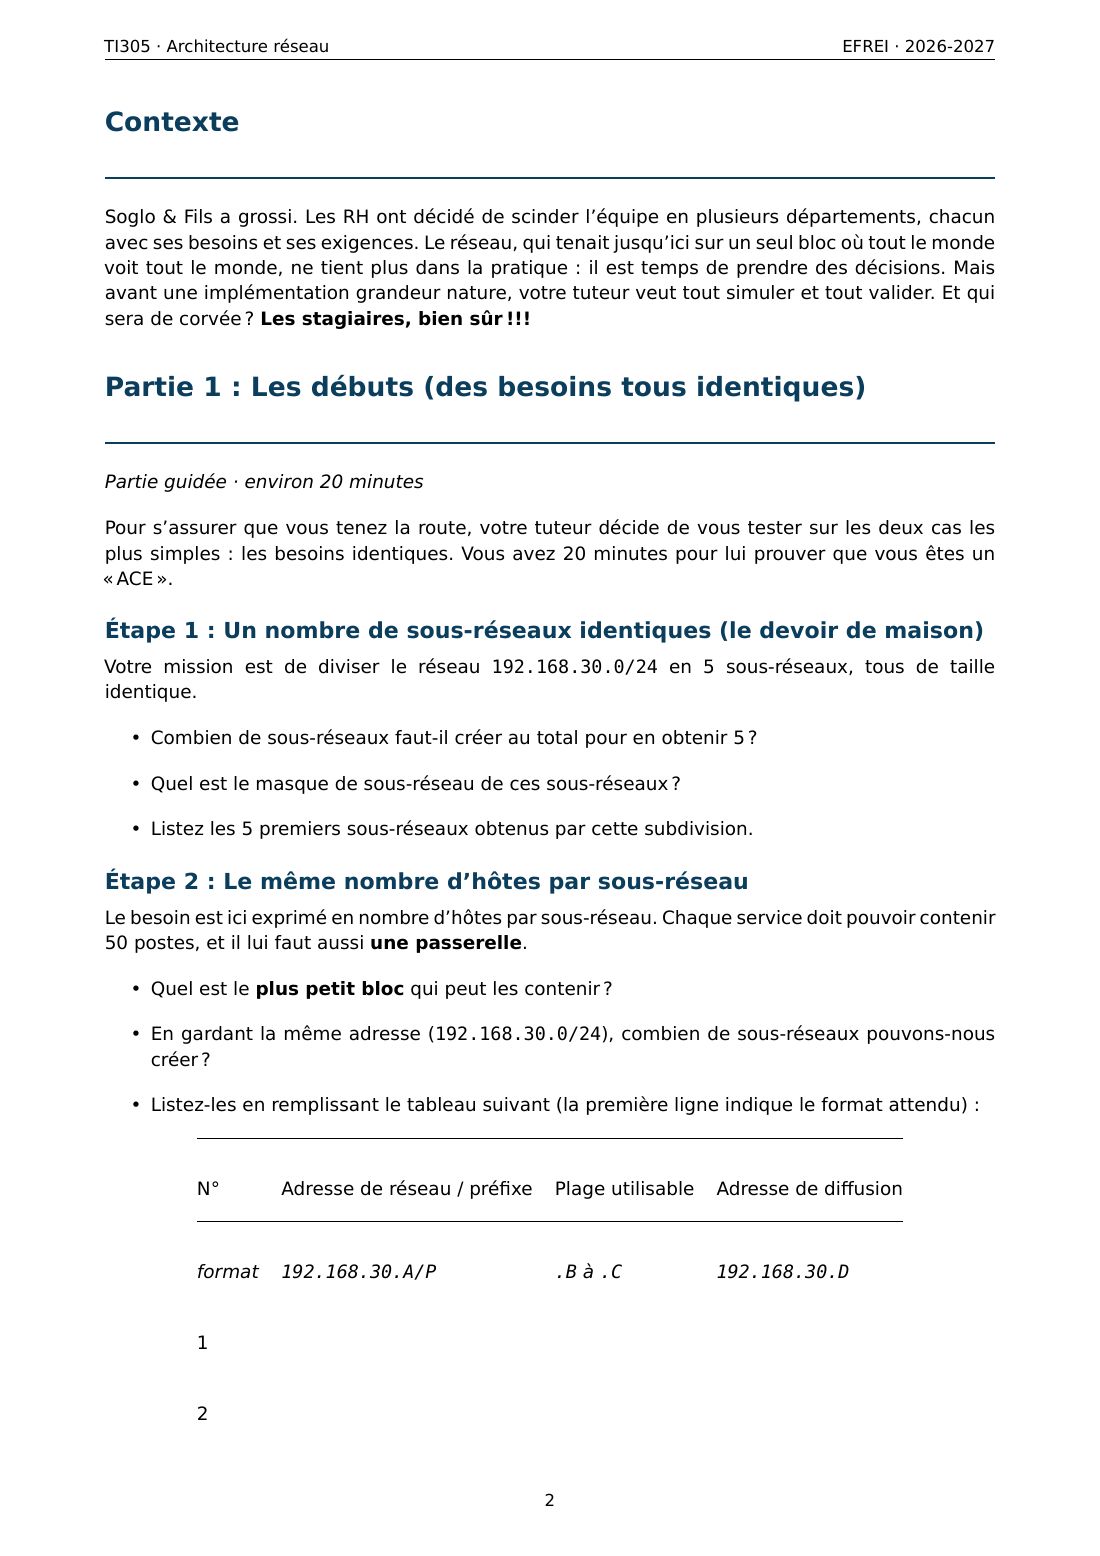 TI305 · Architecture réseau
EFREI · 2026-2027
Contexte
Soglo & Fils a grossi. Les RH ont décidé de scinder l’équipe en plusieurs départements, chacun
avec ses besoins et ses exigences. Le réseau, qui tenait jusqu’ici sur un seul bloc où tout le monde
voit tout le monde, ne tient plus dans la pratique : il est temps de prendre des décisions. Mais
avant une implémentation grandeur nature, votre tuteur veut tout simuler et tout valider. Et qui
sera de corvée ? Les stagiaires, bien sûr !!!
Partie 1 : Les débuts (des besoins tous identiques)
Partie guidée · environ 20 minutes
Pour s’assurer que vous tenez la route, votre tuteur décide de vous tester sur les deux cas les
plus simples : les besoins identiques. Vous avez 20 minutes pour lui prouver que vous êtes un
« ACE ».
Étape 1 : Un nombre de sous-réseaux identiques (le devoir de maison)
Votre mission est de diviser le réseau 192.168.30.0/24 en 5 sous-réseaux, tous de taille
identique.
• Combien de sous-réseaux faut-il créer au total pour en obtenir 5 ?
• Quel est le masque de sous-réseau de ces sous-réseaux ?
• Listez les 5 premiers sous-réseaux obtenus par cette subdivision.
Étape 2 : Le même nombre d’hôtes par sous-réseau
Le besoin est ici exprimé en nombre d’hôtes par sous-réseau. Chaque service doit pouvoir contenir
50 postes, et il lui faut aussi une passerelle.
• Quel est le plus petit bloc qui peut les contenir ?
• En gardant la même adresse (192.168.30.0/24), combien de sous-réseaux pouvons-nous
créer ?
• Listez-les en remplissant le tableau suivant (la première ligne indique le format attendu) :
N° Adresse de réseau / préfixe Plage utilisable Adresse de diffusion
format 192.168.30.A/P .B à .C 192.168.30.D
1
2
2